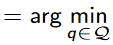 = arg min
q∈𝒬